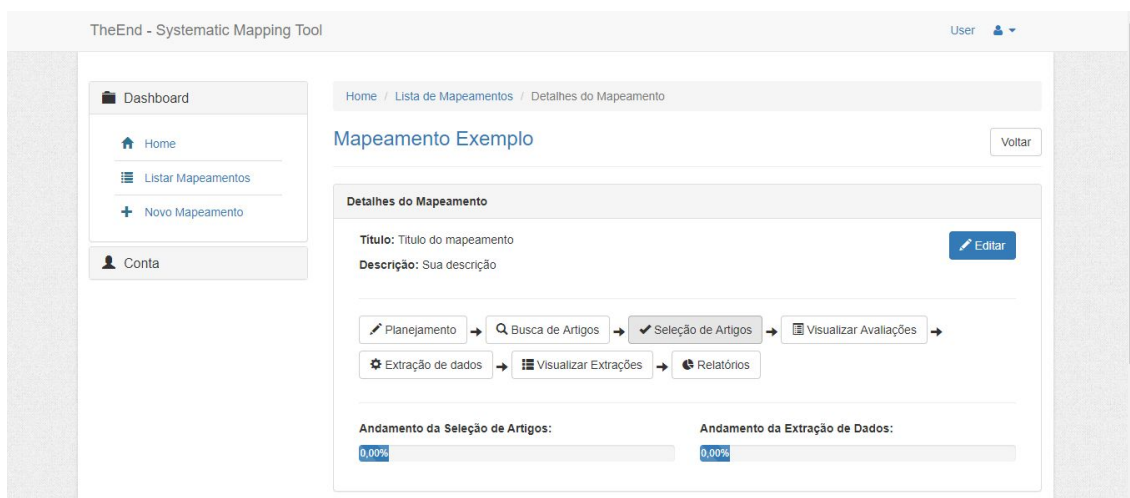 TheEnd - Systematic Mapping Tool
User
Dashboard
Home
Listar Mapeamentos
Novo Mapeamento
Conta
Home / Lista de Mapeamentos / Detalhes do Mapeamento
Mapeamento Exemplo
Voltar
Detalhes do Mapeamento
Título: Titulo do mapeamento
Editar
Descrição: Sua descrição
Planejamento
Busca de Artigos
Seleção de Artigos
Visualizar Avaliações
Extração de dados
Visualizar Extrações
Relatórios
Andamento da Seleção de Artigos:
0,00%
Andamento da Extração de Dados:
0,00%